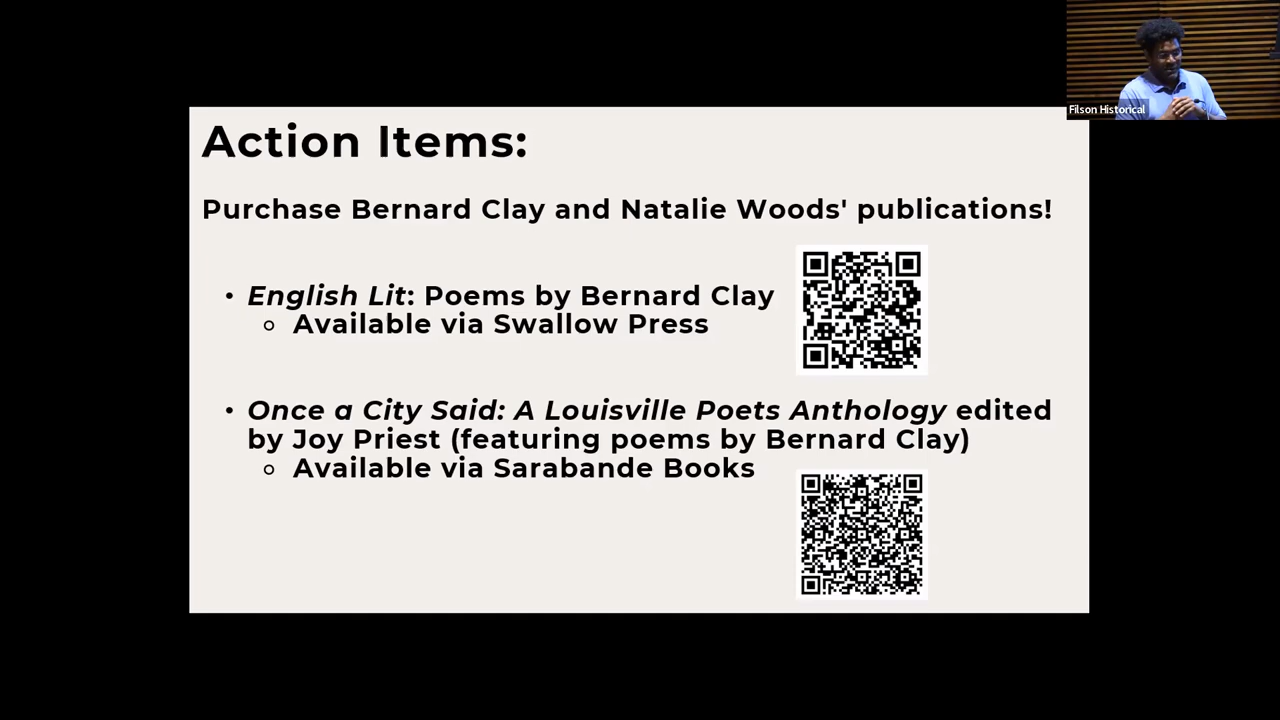 Filson Historical
Action Items:
Purchase Bernard Clay and Natalie Woods' publications!
• English Lit: Poems by Bernard Clay
○ Available via Swallow Press
• Once a City Said: A Louisville Poets Anthology edited
by Joy Priest (featuring poems by Bernard Clay)
○ Available via Sarabande Books